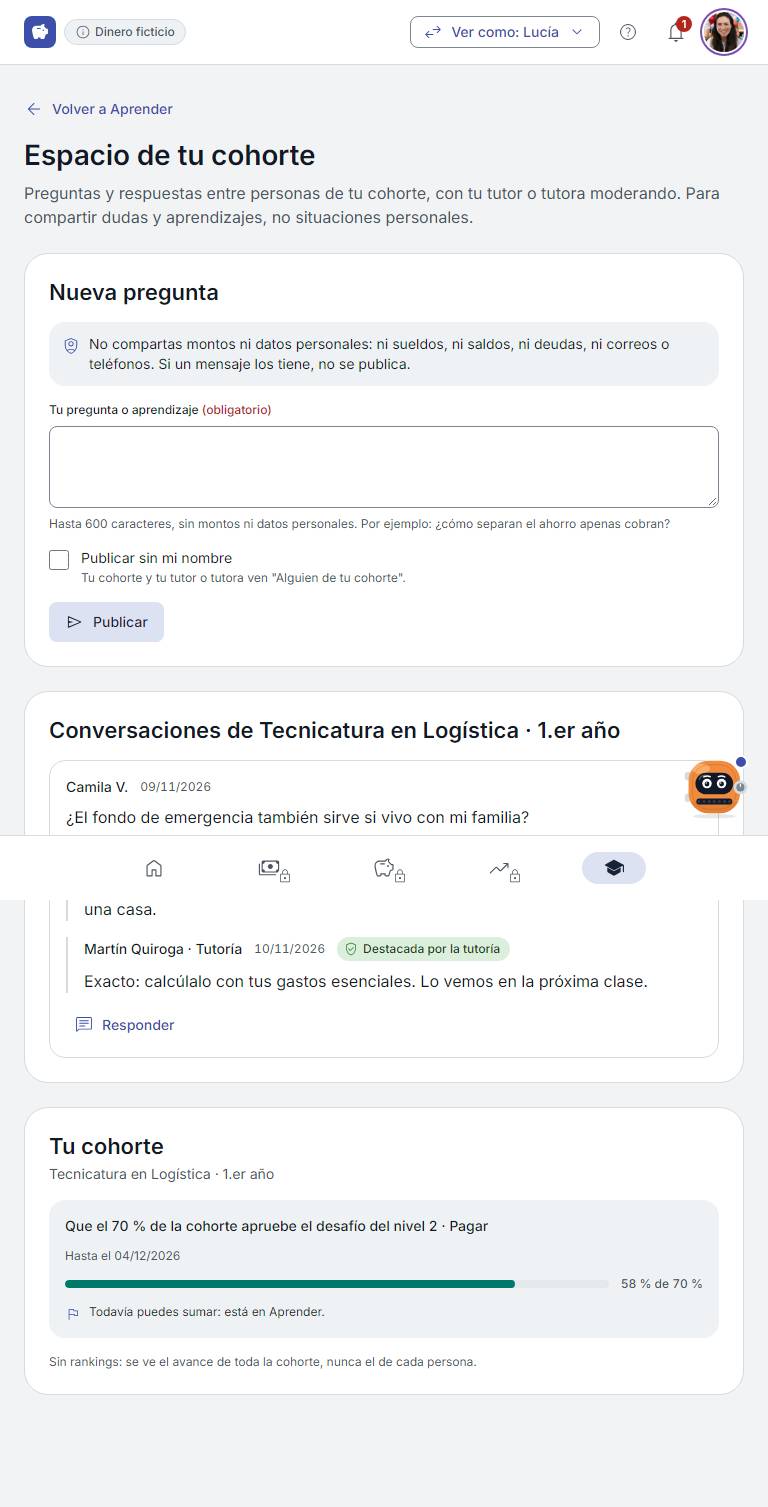 Dinero ficticio
Ver como: Lucía
1
Volver a Aprender
Espacio de tu cohorte
Preguntas y respuestas entre personas de tu cohorte, con tu tutor o tutora moderando. Para
compartir dudas y aprendizajes, no situaciones personales.
Nueva pregunta
No compartas montos ni datos personales: ni sueldos, ni saldos, ni deudas, ni correos o
teléfonos. Si un mensaje los tiene, no se publica.
Tu pregunta o aprendizaje (obligatorio)
Hasta 600 caracteres, sin montos ni datos personales. Por ejemplo: ¿cómo separan el ahorro apenas cobran?
Publicar sin mi nombre
Tu cohorte y tu tutor o tutora ven "Alguien de tu cohorte".
Publicar
Conversaciones de Tecnicatura en Logística · 1.er año
Camila V. 09/11/2026
¿El fondo de emergencia también sirve si vivo con mi familia?
una casa.
Martín Quiroga · Tutoría 10/11/2026 Destacada por la tutoría
Exacto: calcúlalo con tus gastos esenciales. Lo vemos en la próxima clase.
Responder
Tu cohorte
Tecnicatura en Logística · 1.er año
Que el 70 % de la cohorte apruebe el desafío del nivel 2 · Pagar
Hasta el 04/12/2026
58 % de 70 %
Todavía puedes sumar: está en Aprender.
Sin rankings: se ve el avance de toda la cohorte, nunca el de cada persona.